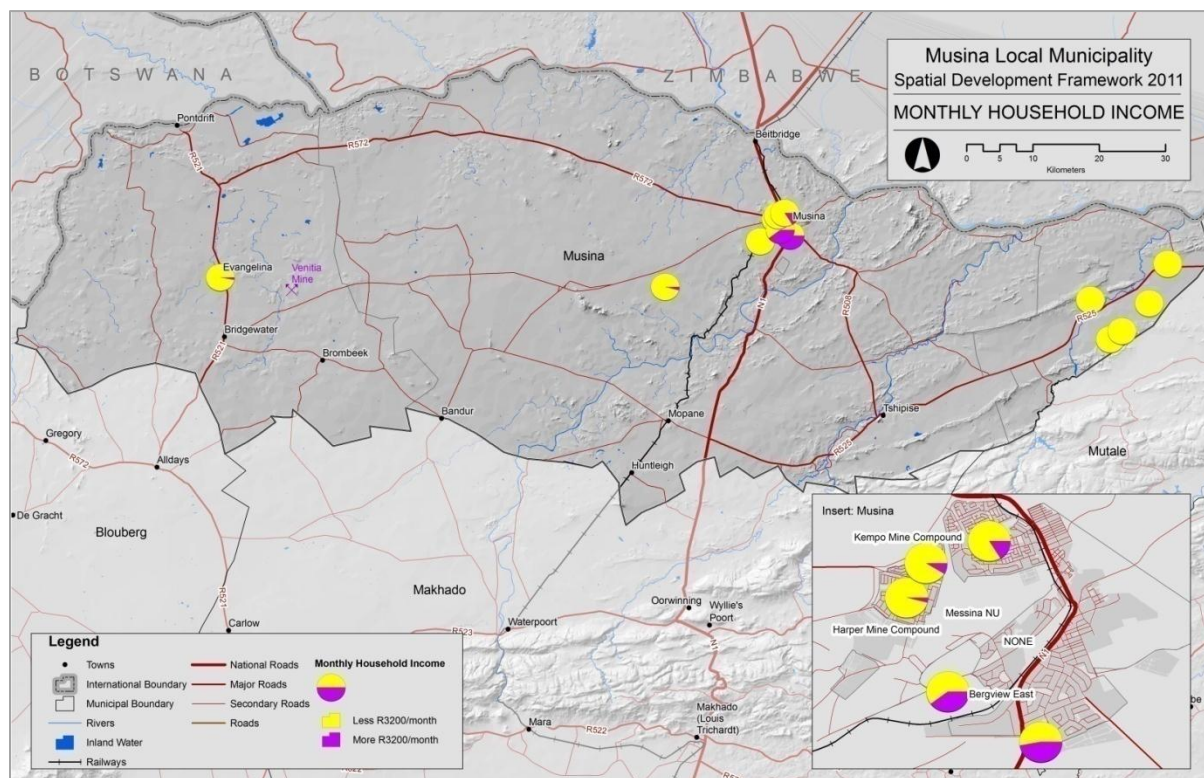 BOTSWANA
ZIMBABWE
Musina Local Municipality
Spatial Development Framework 2011
MONTHLY HOUSEHOLD INCOME
0 5 10 20 30
Kilometers
Pontdrift
Beitbridge
R572
R521
R572
Musina
Evangelina
Venitia
Mine
Musina
N1
R508
R525
Bridgewater
R521
Brombeek
Bandur
Mopane
Tshipise
R525
Huntleigh
Mutale
Gregory
R572
Alldays
De Gracht
Blouberg
Makhado
R521
Carlow
Waterpoort
R523
Oorwinning
Wyllie's
Poort
N1
Makhado
(Louis
Trichardt)
Mara
R522
Insert: Musina
Kempo Mine Compound
Harper Mine Compound
Messina NU
NONE
N1
N1
Bergview East
Legend
Towns
International Boundary
Municipal Boundary
Rivers
Inland Water
Railways
National Roads
Major Roads
Secondary Roads
Roads
Monthly Household Income
Less R3200/month
More R3200/month